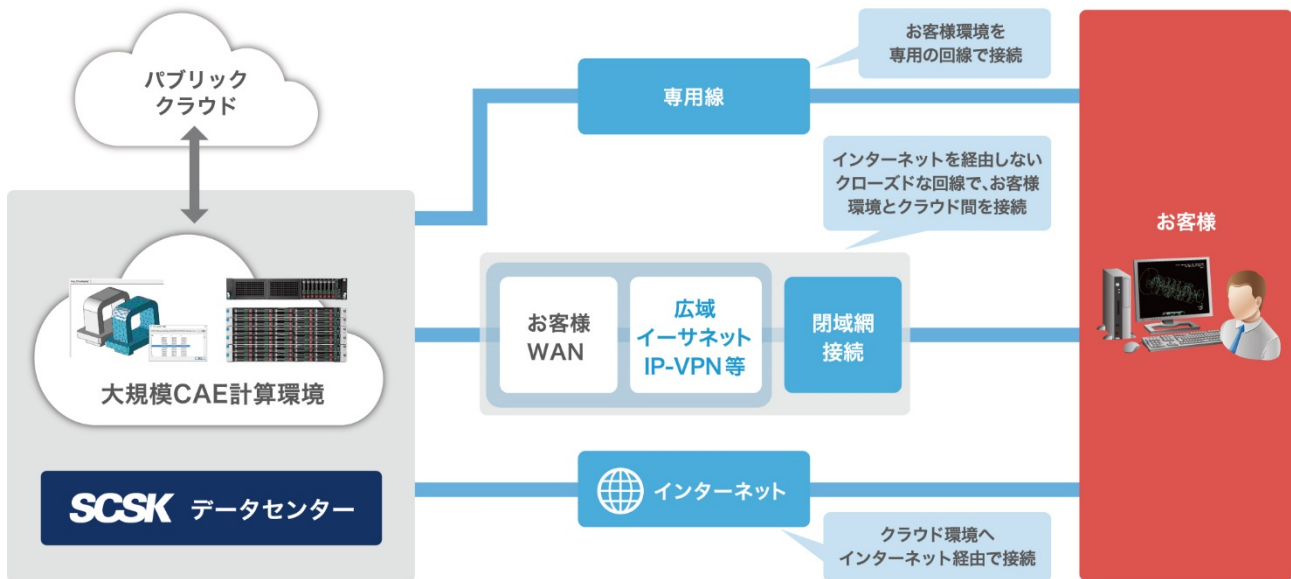 パブリック
クラウド
大規模CAE計算環境
SCSK データセンター
専用線
お客様環境を
専用の回線で接続
インターネットを経由しない
クローズドな回線で、お客様
環境とクラウド間を接続
お客様
WAN
広域
イーサネット
IP-VPN等
閉域網
接続
インターネット
クラウド環境へ
インターネット経由で接続
お客様